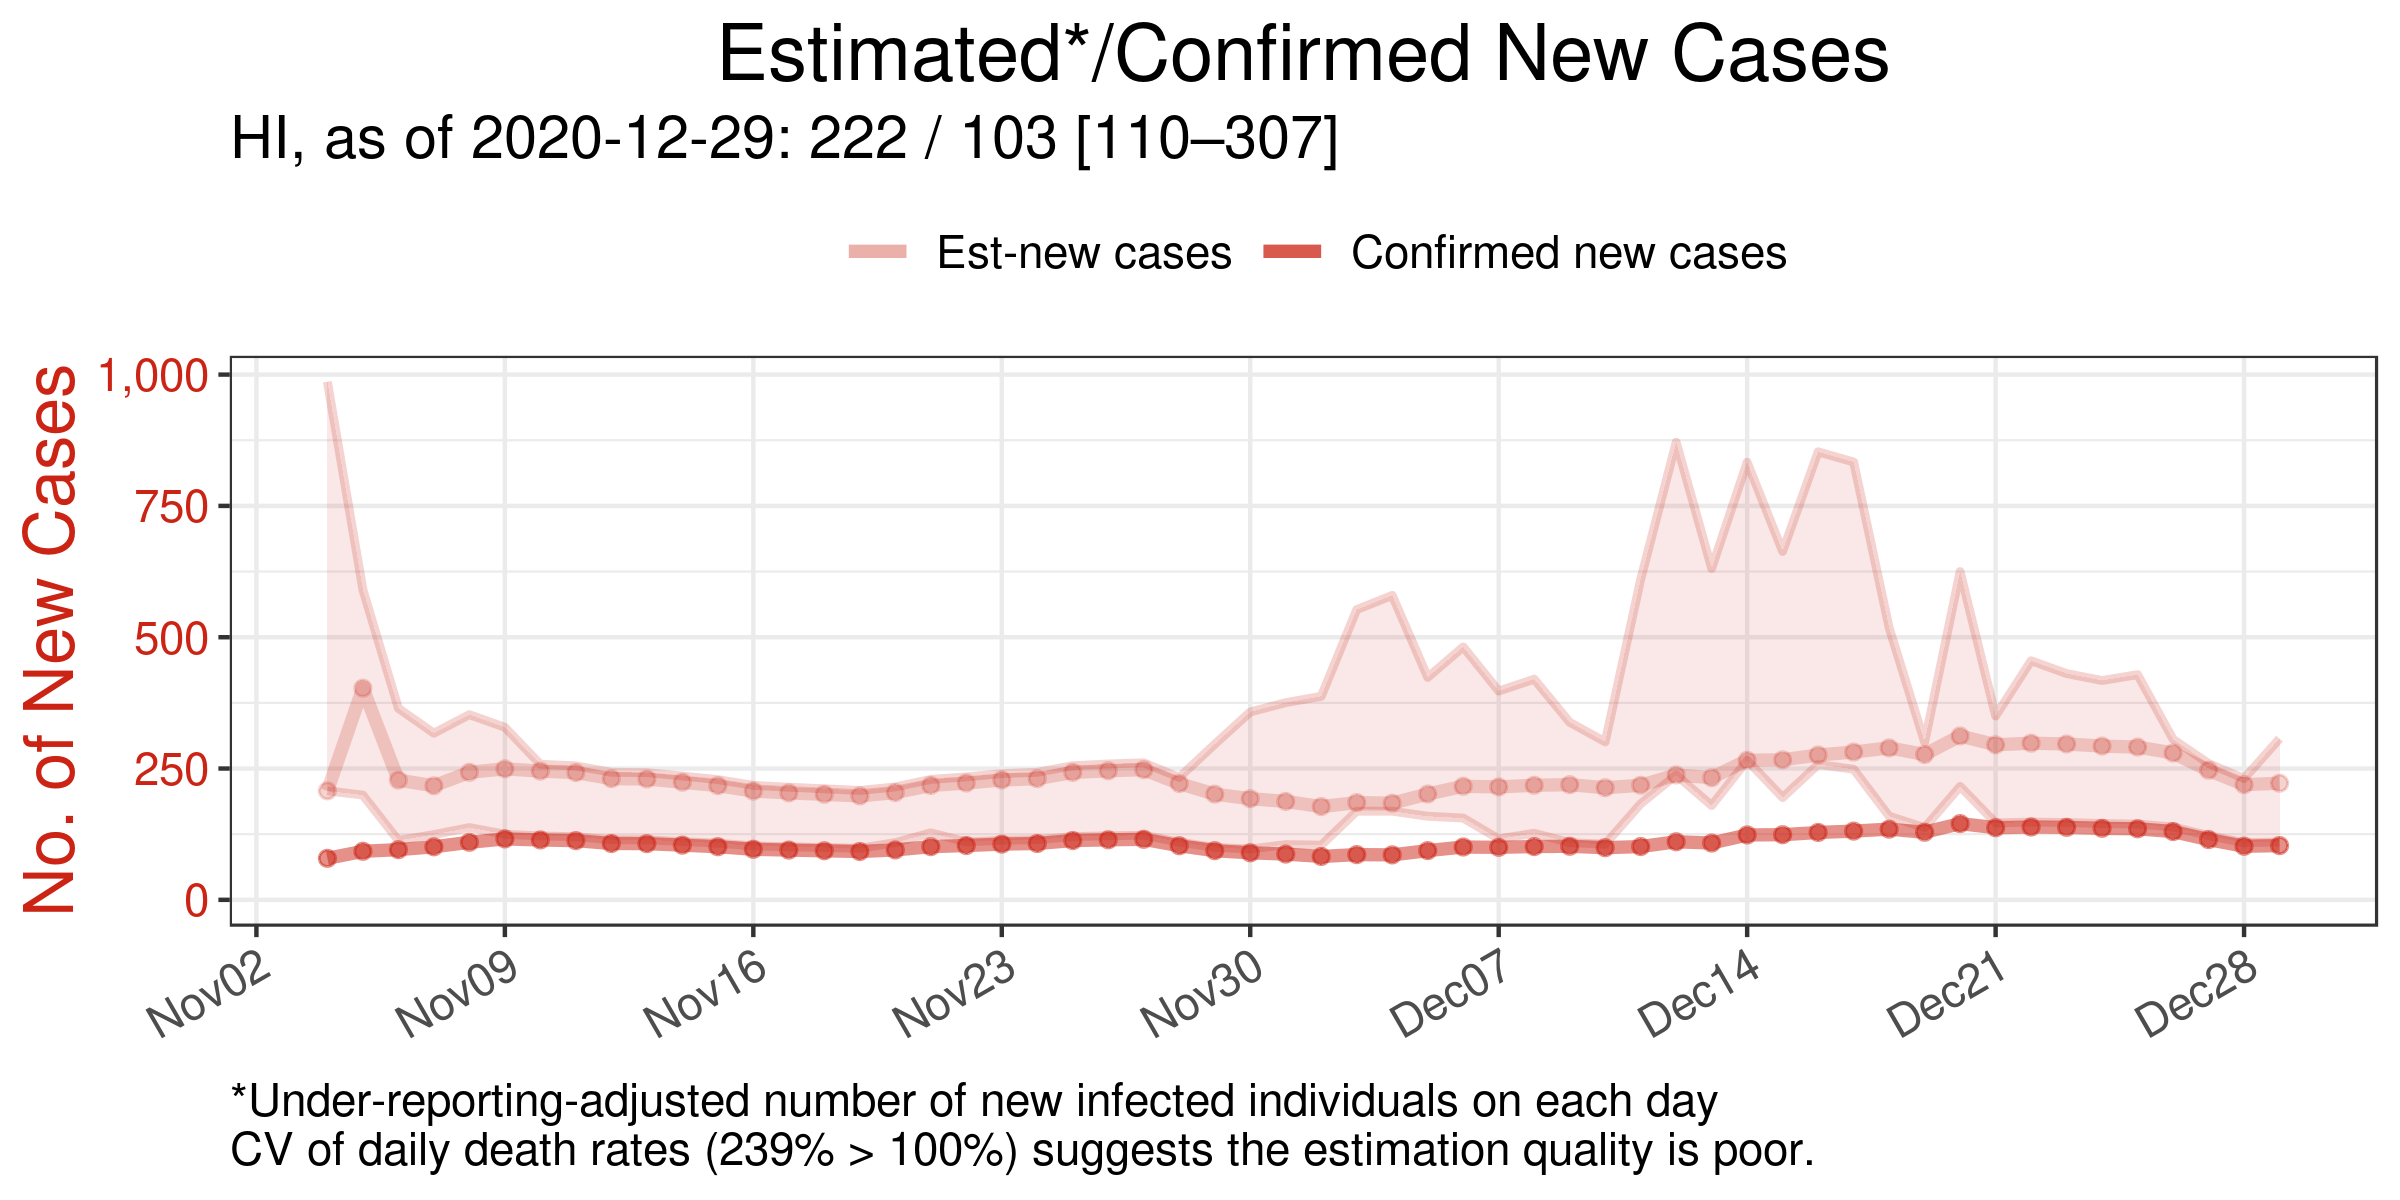 Estimated*/Confirmed New Cases
HI, as of 2020-12-29: 222 / 103 [110–307]
Est-new cases
Confirmed new cases
No. of New Cases
1,000
750
500
250
0
Nov02
Nov09
Nov16
Nov23
Nov30
Dec07
Dec14
Dec21
Dec28
*Under-reporting-adjusted number of new infected individuals on each day
CV of daily death rates (239% > 100%) suggests the estimation quality is poor.